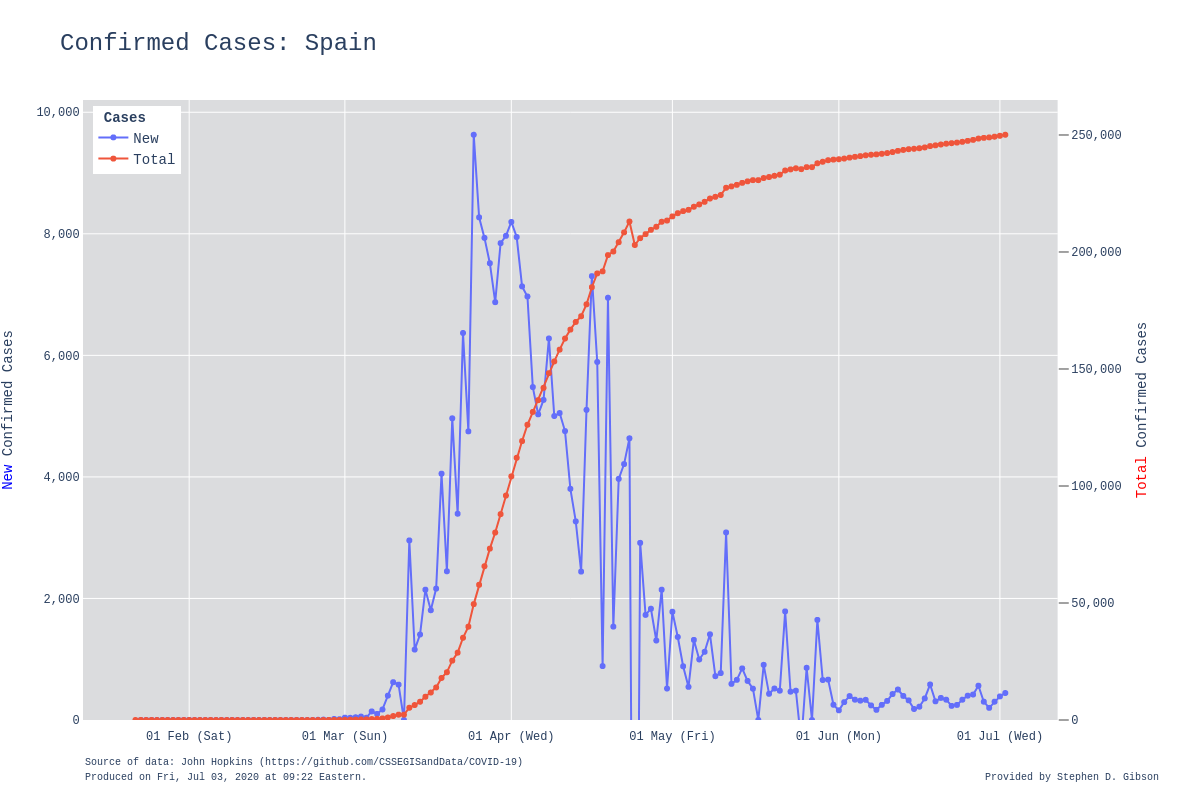 Confirmed Cases: Spain
Cases
New
Total
10,000
8,000
6,000
4,000
2,000
0
250,000
200,000
150,000
100,000
50,000
0
New Confirmed Cases
Total Confirmed Cases
01 Feb (Sat)
01 Mar (Sun)
01 Apr (Wed)
01 May (Fri)
01 Jun (Mon)
01 Jul (Wed)
Source of data: John Hopkins (https://github.com/CSSEGISandData/COVID-19)
Produced on Fri, Jul 03, 2020 at 09:22 Eastern.
Provided by Stephen D. Gibson